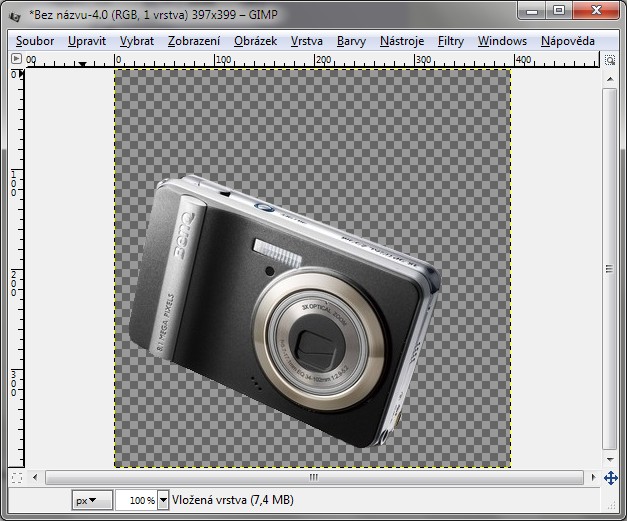 *Bez názvu-4.0 (RGB, 1 vrstva) 397x399 – GIMP
Soubor Upravit Vybrat Zobrazení Obrázek Vrstva Barvy Nástroje Filtry Windows Nápověda
00 0 100 200 300 400
0
100
200
300
BenQ
8.1 MEGA PIXELS
3X OPTICAL ZOOM
px 100 % Vložená vrstva (7,4 MB)